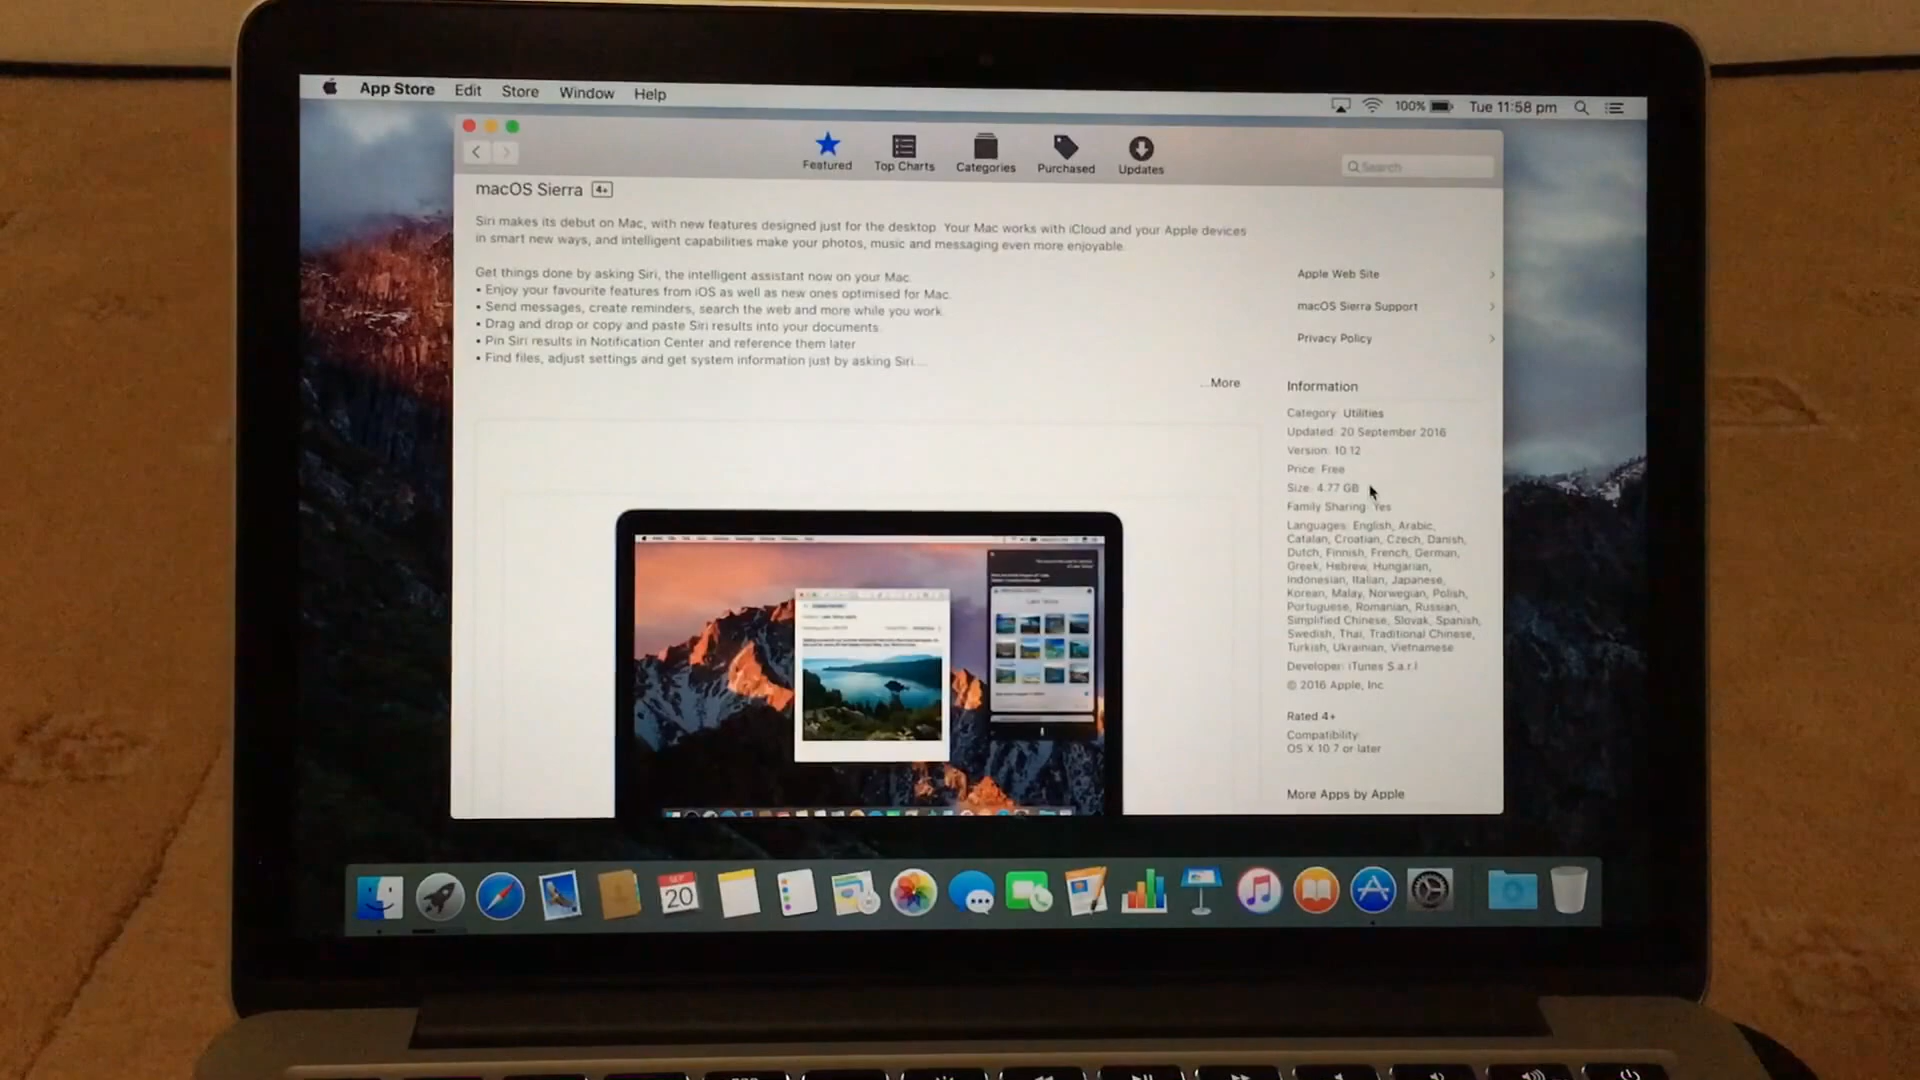 App Store Edit Store Window Help 100% Tue 11:58 pm
Featured Top Charts Categories Purchased Updates Search
macOS Sierra 4+
Siri makes its debut on Mac, with new features designed just for the desktop. Your Mac works with iCloud and your Apple devices
in smart new ways, and intelligent capabilities make your photos, music and messaging even more enjoyable.
Get things done by asking Siri, the intelligent assistant now on your Mac.
• Enjoy your favourite features from iOS as well as new ones optimised for Mac.
• Send messages, create reminders, search the web and more while you work.
• Drag and drop or copy and paste Siri results into your documents.
• Pin Siri results in Notification Center and reference them later
• Find files, adjust settings and get system information just by asking Siri....
...More
Apple Web Site
macOS Sierra Support
Privacy Policy
Information
Category: Utilities
Updated: 20 September 2016
Version: 10.12
Price: Free
Size: 4.77 GB
Family Sharing: Yes
Languages: English, Arabic,
Catalan, Croatian, Czech, Danish,
Dutch, Finnish, French, German,
Greek, Hebrew, Hungarian,
Indonesian, Italian, Japanese,
Korean, Malay, Norwegian, Polish,
Portuguese, Romanian, Russian,
Simplified Chinese, Slovak, Spanish,
Swedish, Thai, Traditional Chinese,
Turkish, Ukrainian, Vietnamese
Developer: iTunes S.a.r.l
© 2016 Apple, Inc.
Rated 4+
Compatibility:
OS X 10.7 or later
More Apps by Apple
SEP
20